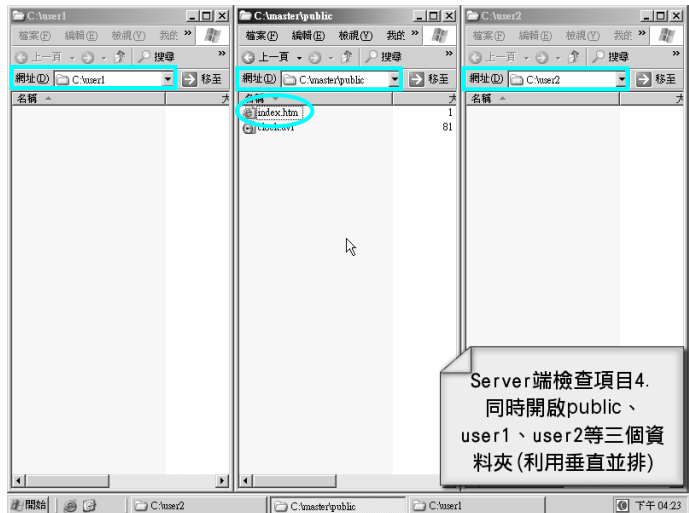 C:\user1
檔案(F) 編輯(E) 檢視(V) 我的 »
上一頁 搜尋 »
網址(D) C:\user1 移至
名稱 大
C:\master\public
檔案(F) 編輯(E) 檢視(V) 我的 »
上一頁 搜尋 »
網址(D) C:\master\public 移至
名稱 大
index.htm 1
clock.avi 81
C:\user2
檔案(F) 編輯(E) 檢視(V) 我的 »
上一頁 搜尋 »
網址(D) C:\user2 移至
名稱 大
Server端檢查項目4.
同時開啟public、
user1、user2等三個資
料夾(利用垂直並排)
開始 C:\user2 C:\master\public C:\user1 下午 04:23